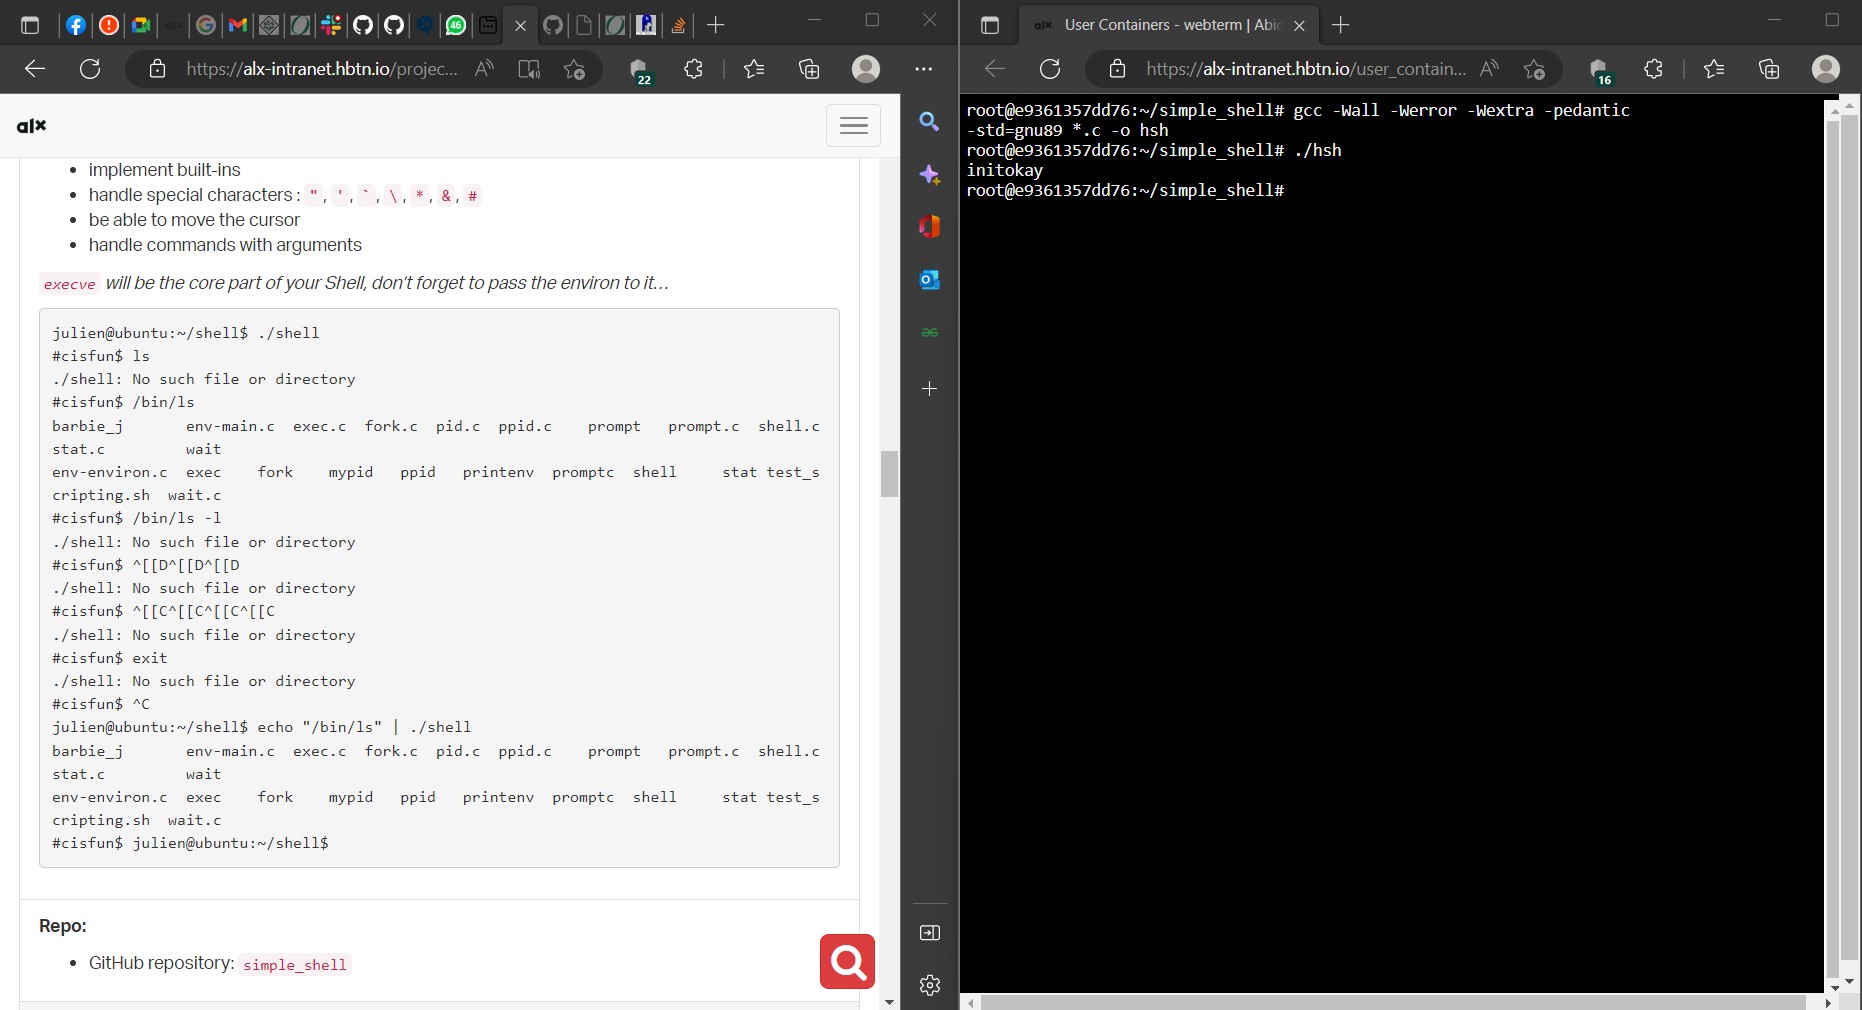 46
https://alx-intranet.hbtn.io/projec...
22
alx
implement built-ins
handle special characters : " , ' , ` , \ , * , & , #
be able to move the cursor
handle commands with arguments
execve will be the core part of your Shell, don't forget to pass the environ to it…
julien@ubuntu:~/shell$ ./shell
#cisfun$ ls
./shell: No such file or directory
#cisfun$ /bin/ls
barbie_j       env-main.c  exec.c  fork.c  pid.c  ppid.c    prompt   prompt.c  shell.c
stat.c         wait
env-environ.c  exec    fork    mypid   ppid   printenv  promptc  shell     stat test_s
cripting.sh  wait.c
#cisfun$ /bin/ls -l
./shell: No such file or directory
#cisfun$ ^[[D^[[D^[[D
./shell: No such file or directory
#cisfun$ ^[[C^[[C^[[C^[[C
./shell: No such file or directory
#cisfun$ exit
./shell: No such file or directory
#cisfun$ ^C
julien@ubuntu:~/shell$ echo "/bin/ls" | ./shell
barbie_j       env-main.c  exec.c  fork.c  pid.c  ppid.c    prompt   prompt.c  shell.c
stat.c         wait
env-environ.c  exec    fork    mypid   ppid   printenv  promptc  shell     stat test_s
cripting.sh  wait.c
#cisfun$ julien@ubuntu:~/shell$
Repo:
GitHub repository: simple_shell
alx User Containers - webterm | Abio
https://alx-intranet.hbtn.io/user_contain...
16
root@e9361357dd76:~/simple_shell# gcc -Wall -Werror -Wextra -pedantic
-std=gnu89 *.c -o hsh
root@e9361357dd76:~/simple_shell# ./hsh
initokay
root@e9361357dd76:~/simple_shell#